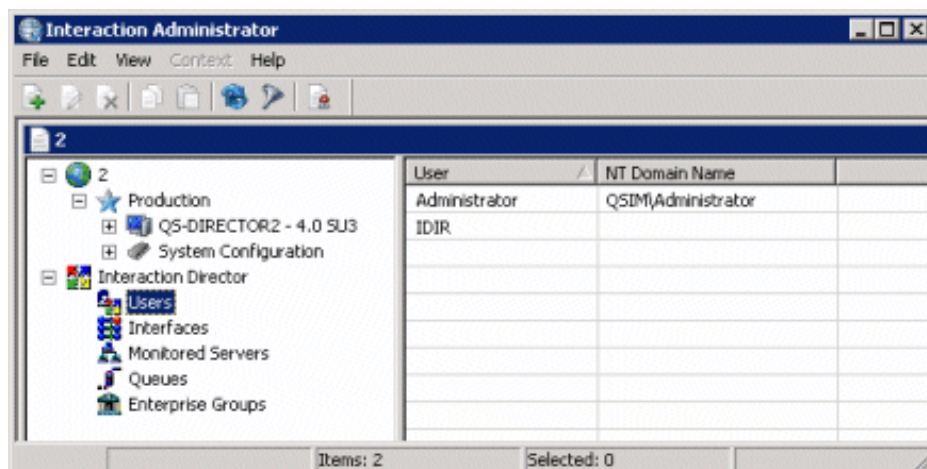 Interaction Administrator
File Edit View Context Help
2
2
Production
QS-DIRECTOR2 - 4.0 SU3
System Configuration
Interaction Director
Users
Interfaces
Monitored Servers
Queues
Enterprise Groups
User NT Domain Name
Administrator QSIM\Administrator
IDIR
Items: 2 Selected: 0